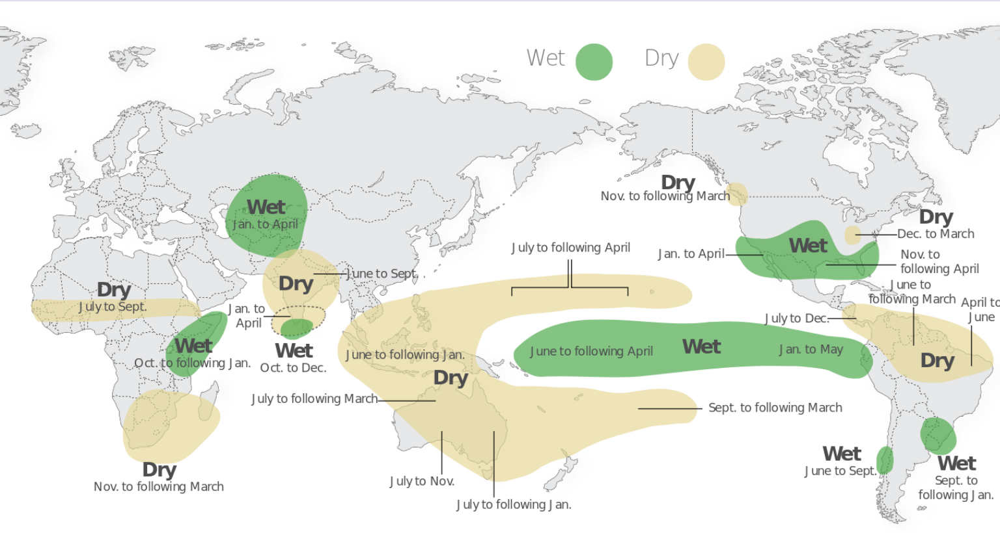 Wet
Dry
Dry
Nov. to following March
Wet
Jan. to April
Dry
Dec. to March
Wet
Jan. to April
Nov. to
following April
July to following April
June to Sept.
Dry
Dry
July to Sept.
Jan. to
April
June to
following March
April to
June
July to Dec.
Wet
Oct. to following Jan.
Wet
Oct. to Dec.
June to following Jan.
Dry
June to following April
Wet
Jan. to May
Dry
July to following March
Sept. to following March
Dry
Nov. to following March
July to Nov.
July to following Jan.
Wet
June to Sept.
Wet
Sept. to
following Jan.